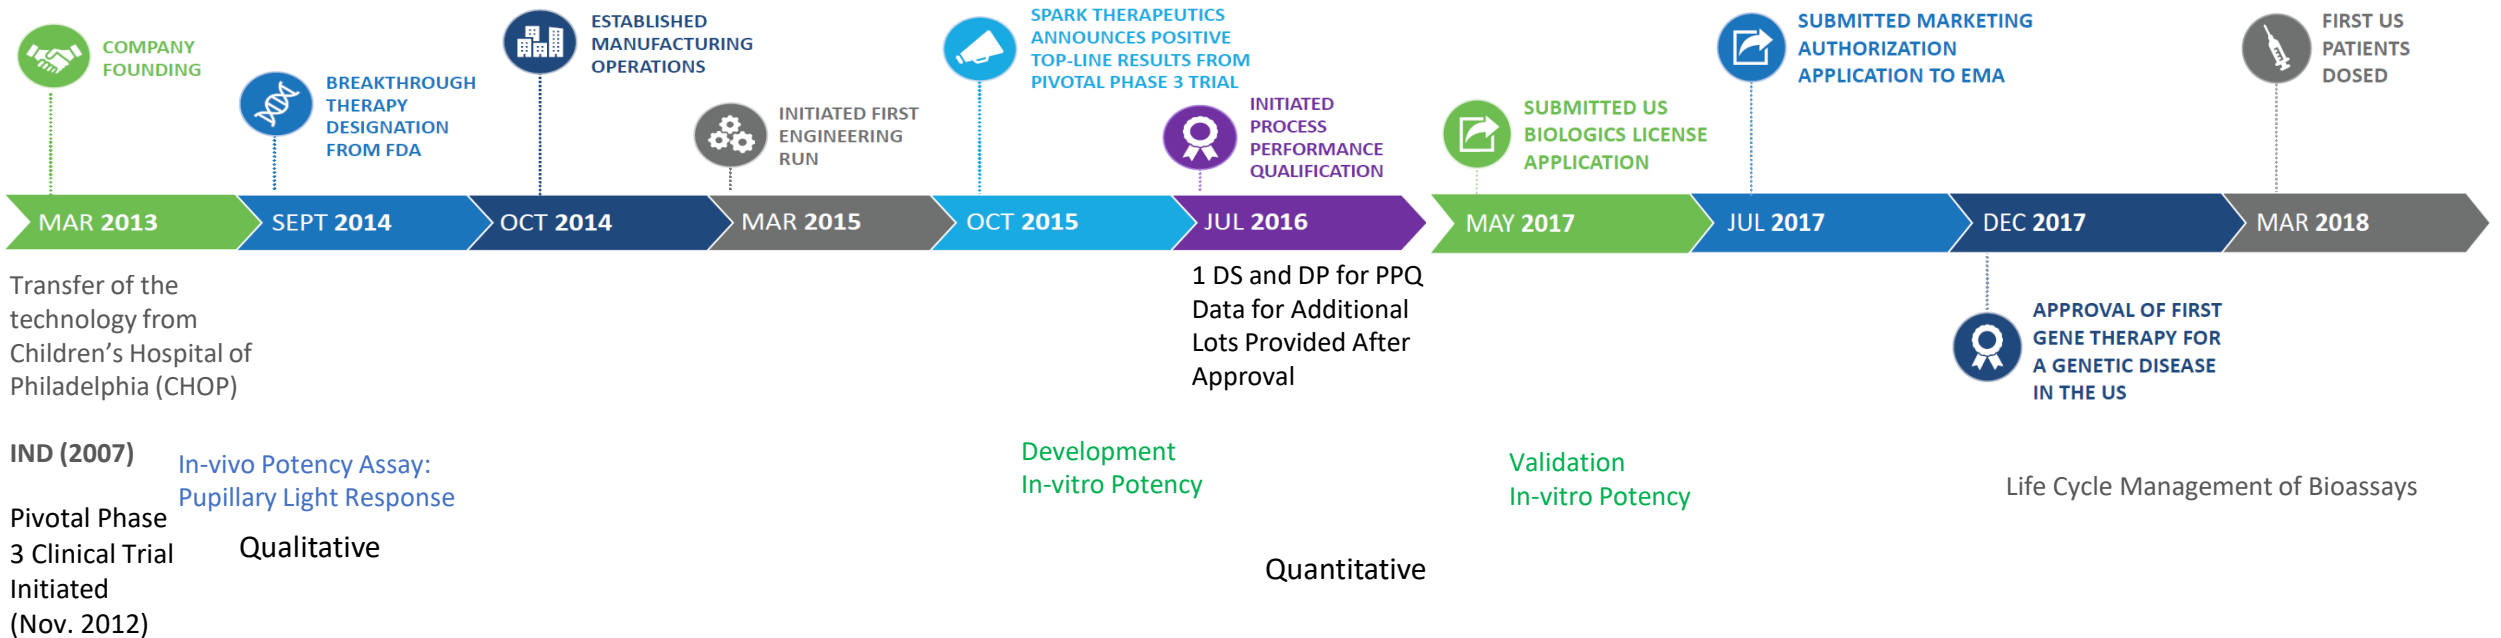 COMPANY
FOUNDING
BREAKTHROUGH
THERAPY
DESIGNATION
FROM FDA
ESTABLISHED
MANUFACTURING
OPERATIONS
INITIATED FIRST
ENGINEERING
RUN
SPARK THERAPEUTICS
ANNOUNCES POSITIVE
TOP-LINE RESULTS FROM
PIVOTAL PHASE 3 TRIAL
INITIATED
PROCESS
PERFORMANCE
QUALIFICATION
SUBMITTED US
BIOLOGICS LICENSE
APPLICATION
SUBMITTED MARKETING
AUTHORIZATION
APPLICATION TO EMA
FIRST US
PATIENTS
DOSED
MAR 2013
SEPT 2014
OCT 2014
MAR 2015
OCT 2015
JUL 2016
MAY 2017
JUL 2017
DEC 2017
MAR 2018
Transfer of the
technology from
Children’s Hospital of
Philadelphia (CHOP)
1 DS and DP for PPQ
Data for Additional
Lots Provided After
Approval
APPROVAL OF FIRST
GENE THERAPY FOR
A GENETIC DISEASE
IN THE US
IND (2007)
In-vivo Potency Assay:
Pupillary Light Response
Development
In-vitro Potency
Validation
In-vitro Potency
Life Cycle Management of Bioassays
Pivotal Phase
3 Clinical Trial
Initiated
(Nov. 2012)
Qualitative
Quantitative